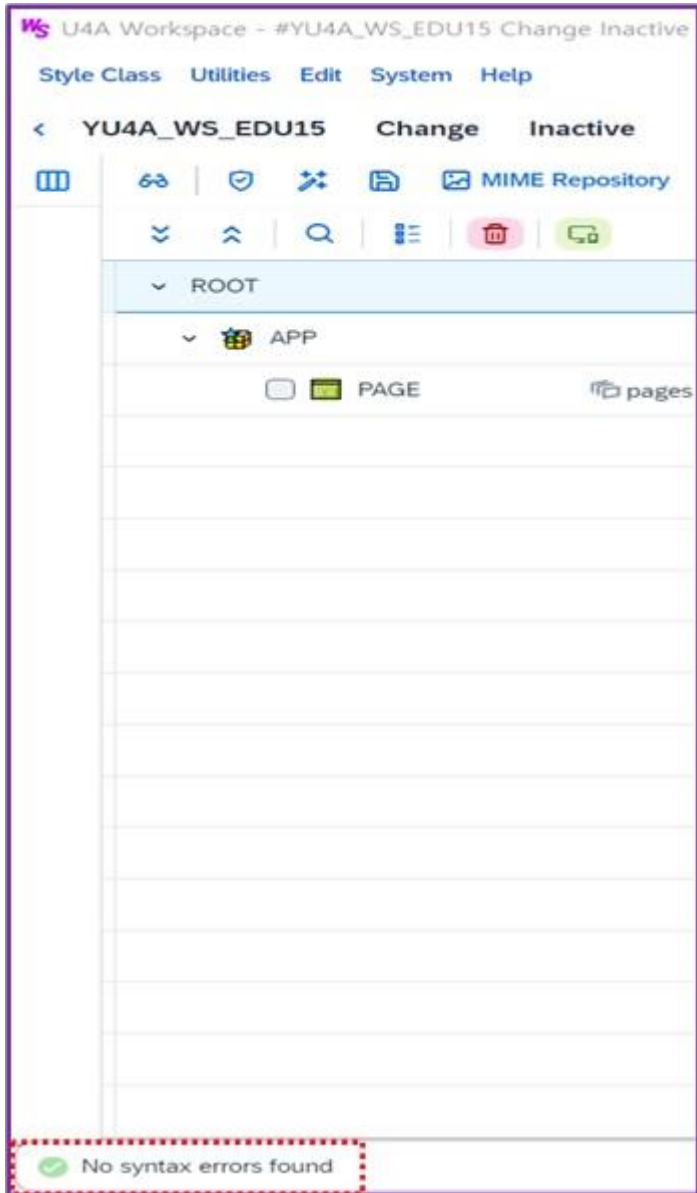 WS U4A Workspace - #YU4A_WS_EDU15 Change Inactive
Style Class Utilities Edit System Help
< YU4A_WS_EDU15 Change Inactive
MIME Repository
ROOT
APP
PAGE pages
No syntax errors found